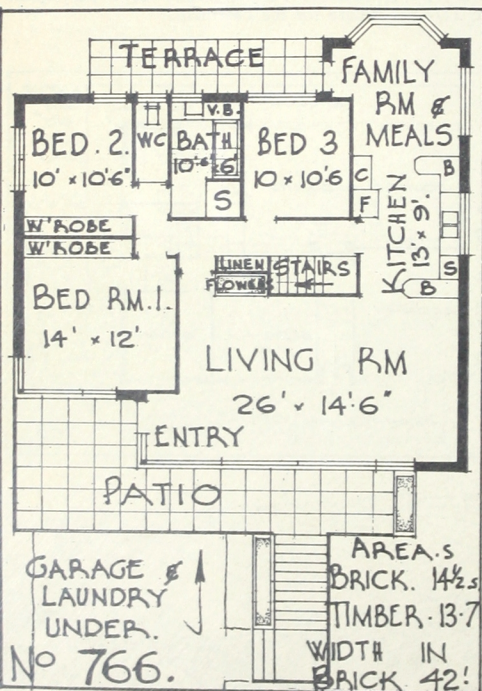 TERRACE
FAMILY
RM &
MEALS
BED. 2.
10' × 10'6"
WC
V.B.
BATH
10'6" × 6'
S
BED 3
10 × 10'6
C
F
B
KITCHEN
13' × 9'.
S
B
W'ROBE
W'ROBE
LINEN
FLOWERS
STAIRS
BED RM.1.
14' × 12'
LIVING RM
26' × 14'6"
ENTRY
PATIO
GARAGE &
LAUNDRY
UNDER.
No 766.
AREA.S
BRICK. 14½ s
TIMBER. 13.7
WIDTH IN
BRICK 42'.